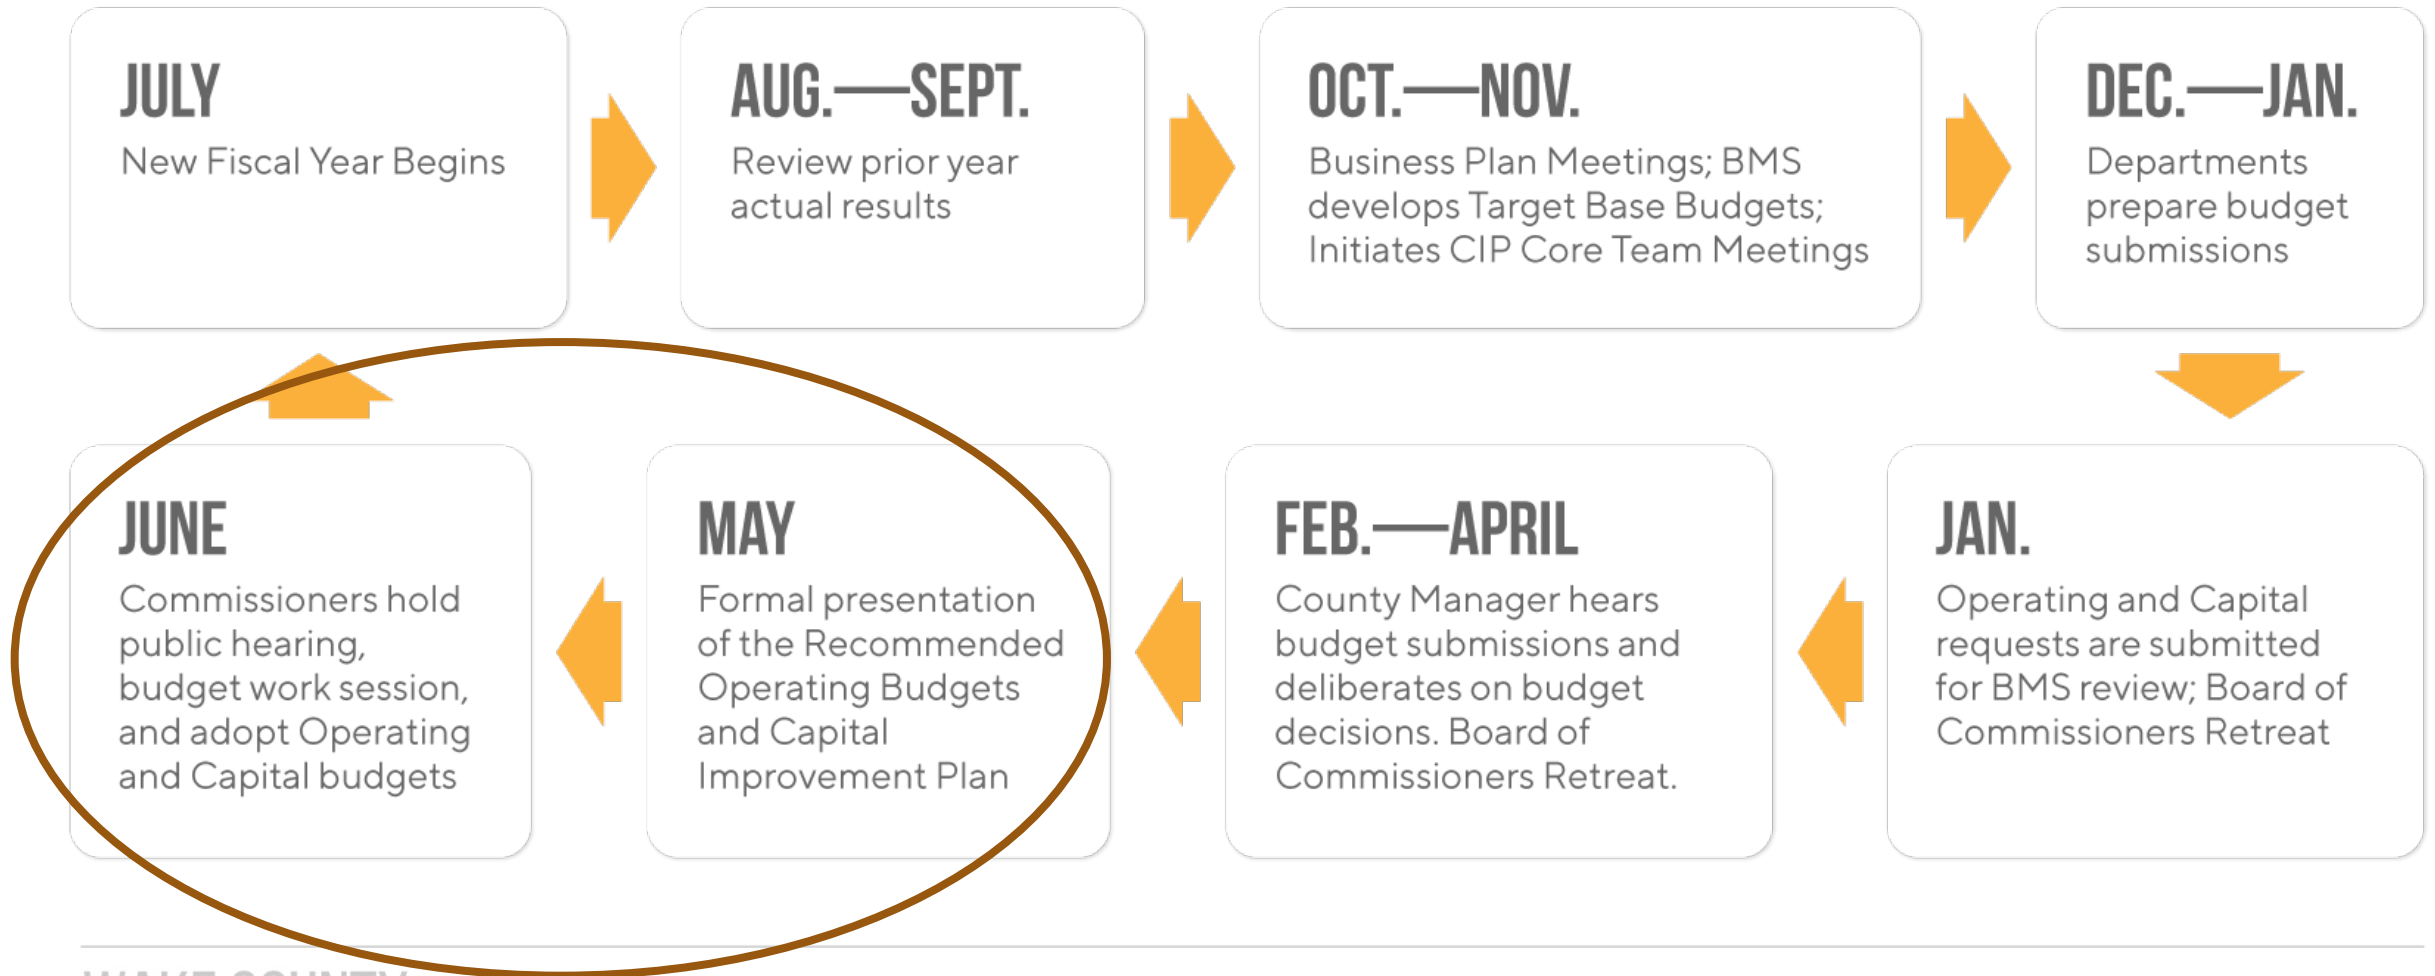 JULY
New Fiscal Year Begins
AUG.—SEPT.
Review prior year
actual results
OCT.—NOV.
Business Plan Meetings; BMS
develops Target Base Budgets;
Initiates CIP Core Team Meetings
DEC.—JAN.
Departments
prepare budget
submissions
JAN.
Operating and Capital
requests are submitted
for BMS review; Board of
Commissioners Retreat
FEB.—APRIL
County Manager hears
budget submissions and
deliberates on budget
decisions. Board of
Commissioners Retreat.
MAY
Formal presentation
of the Recommended
Operating Budgets
and Capital
Improvement Plan
JUNE
Commissioners hold
public hearing,
budget work session,
and adopt Operating
and Capital budgets
WAKE COUNTY